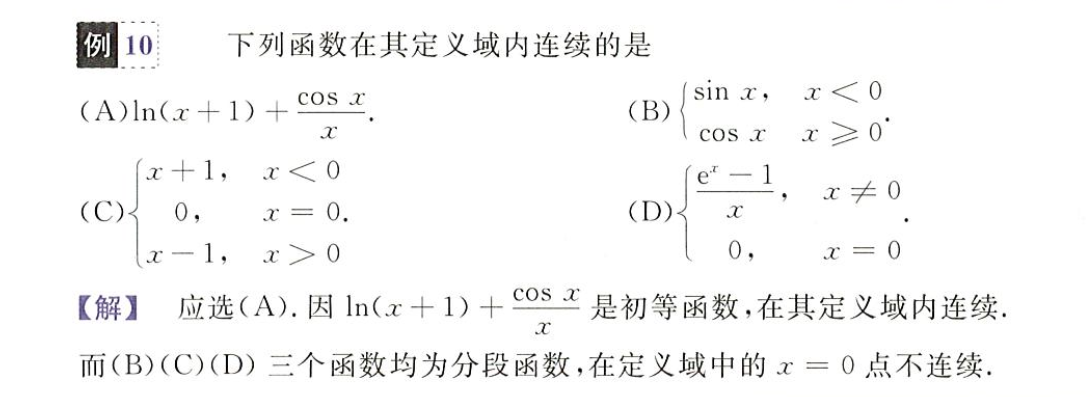 例 10 下列函数在其定义域内连续的是
(A)ln(x+1)+\frac{cos x}{x}. (B)\begin{cases} sin x, & x<0 \\ cos x & x⩾0 \end{cases}.
(C)\begin{cases} x+1, & x<0 \\ 0, & x=0. \\ x-1, & x>0 \end{cases} (D)\begin{cases} \frac{e^x-1}{x}, & x≠0 \\ 0, & x=0 \end{cases}.
【解】 应选(A).因 ln(x+1)+\frac{cos x}{x} 是初等函数,在其定义域内连续.
而(B)(C)(D)三个函数均为分段函数,在定义域中的 x=0 点不连续.